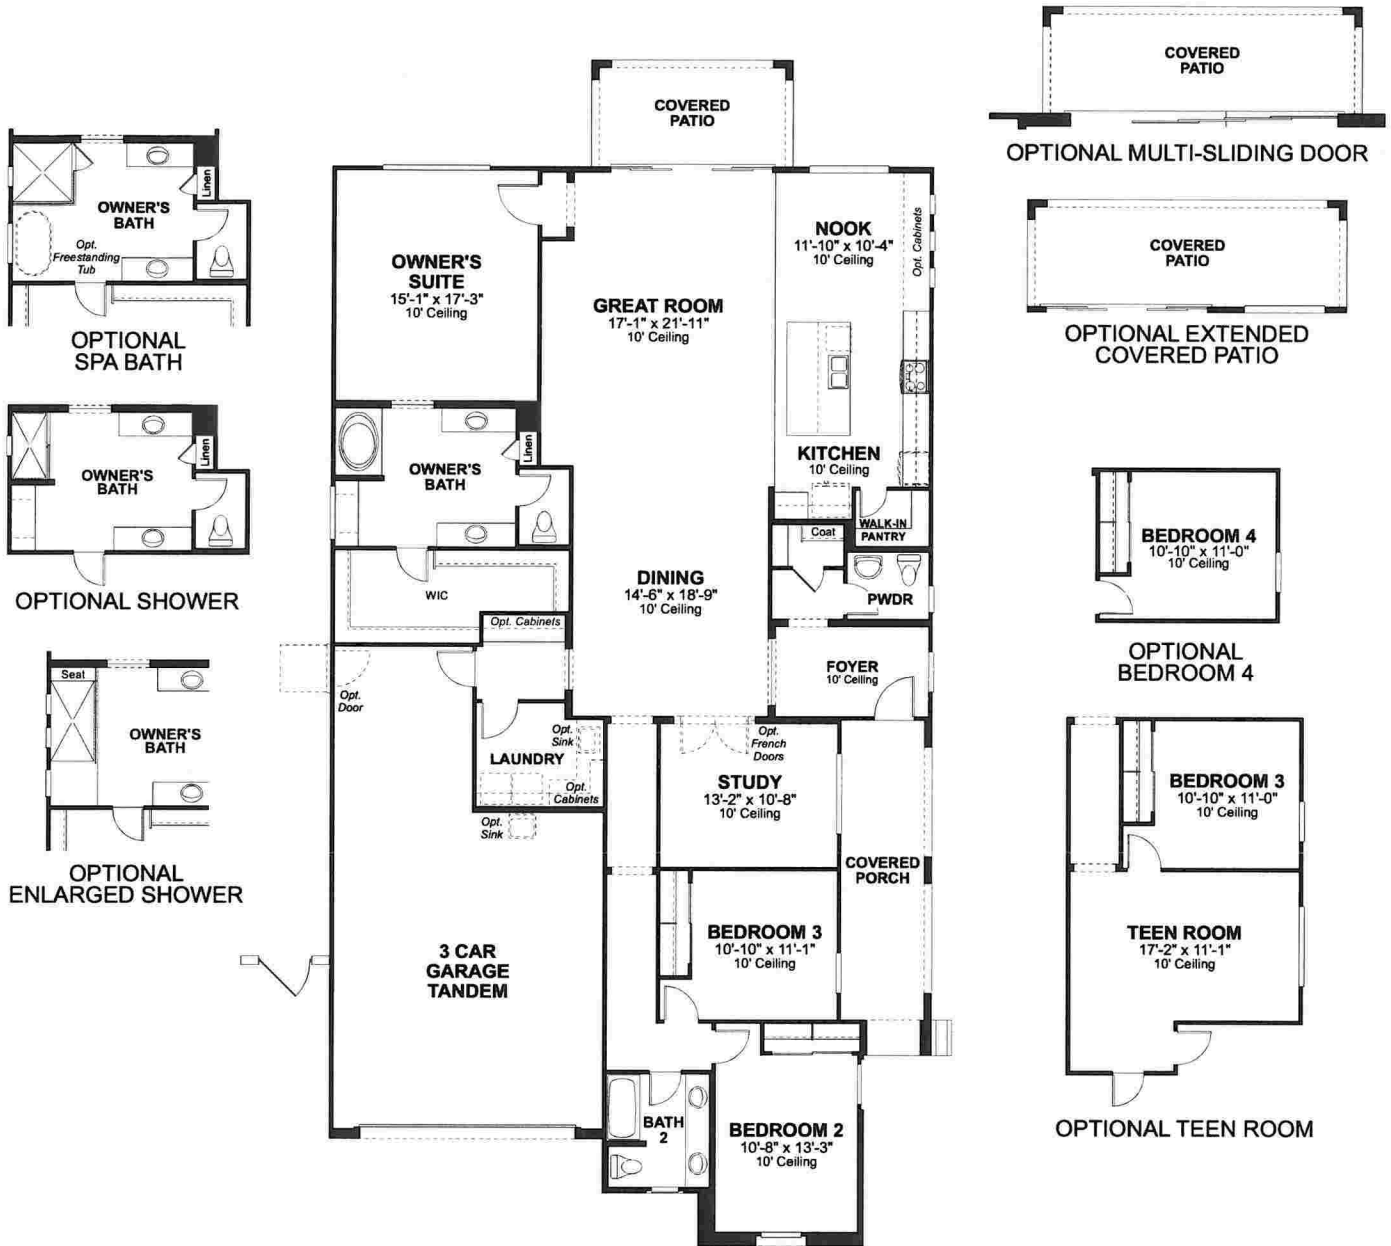 COVERED
PATIO
OWNER'S
SUITE
15'-1" x 17'-3"
10' Ceiling
GREAT ROOM
17'-1" x 21'-11"
10' Ceiling
NOOK
11'-10" x 10'-4"
10' Ceiling
Opt. Cabinets
KITCHEN
10' Ceiling
OWNER'S
BATH
Linen
WALK-IN
PANTRY
Coat
PWDR
WIC
DINING
14'-6" x 18'-9"
10' Ceiling
Opt. Cabinets
FOYER
10' Ceiling
Opt.
Door
LAUNDRY
Opt.
Sink
Opt.
Cabinets
Opt.
French
Doors
STUDY
13'-2" x 10'-8"
10' Ceiling
Opt.
Sink
COVERED
PORCH
3 CAR
GARAGE
TANDEM
BEDROOM 3
10'-10" x 11'-1"
10' Ceiling
BATH
2
BEDROOM 2
10'-8" x 13'-3"
10' Ceiling
OWNER'S
BATH
Linen
Opt.
Freestanding
Tub
OPTIONAL
SPA BATH
OWNER'S
BATH
Linen
OPTIONAL SHOWER
Seat
OWNER'S
BATH
OPTIONAL
ENLARGED SHOWER
COVERED
PATIO
OPTIONAL MULTI-SLIDING DOOR
COVERED
PATIO
OPTIONAL EXTENDED
COVERED PATIO
BEDROOM 4
10'-10" x 11'-0"
10' Ceiling
OPTIONAL
BEDROOM 4
BEDROOM 3
10'-10" x 11'-0"
10' Ceiling
TEEN ROOM
17'-2" x 11'-1"
10' Ceiling
OPTIONAL TEEN ROOM